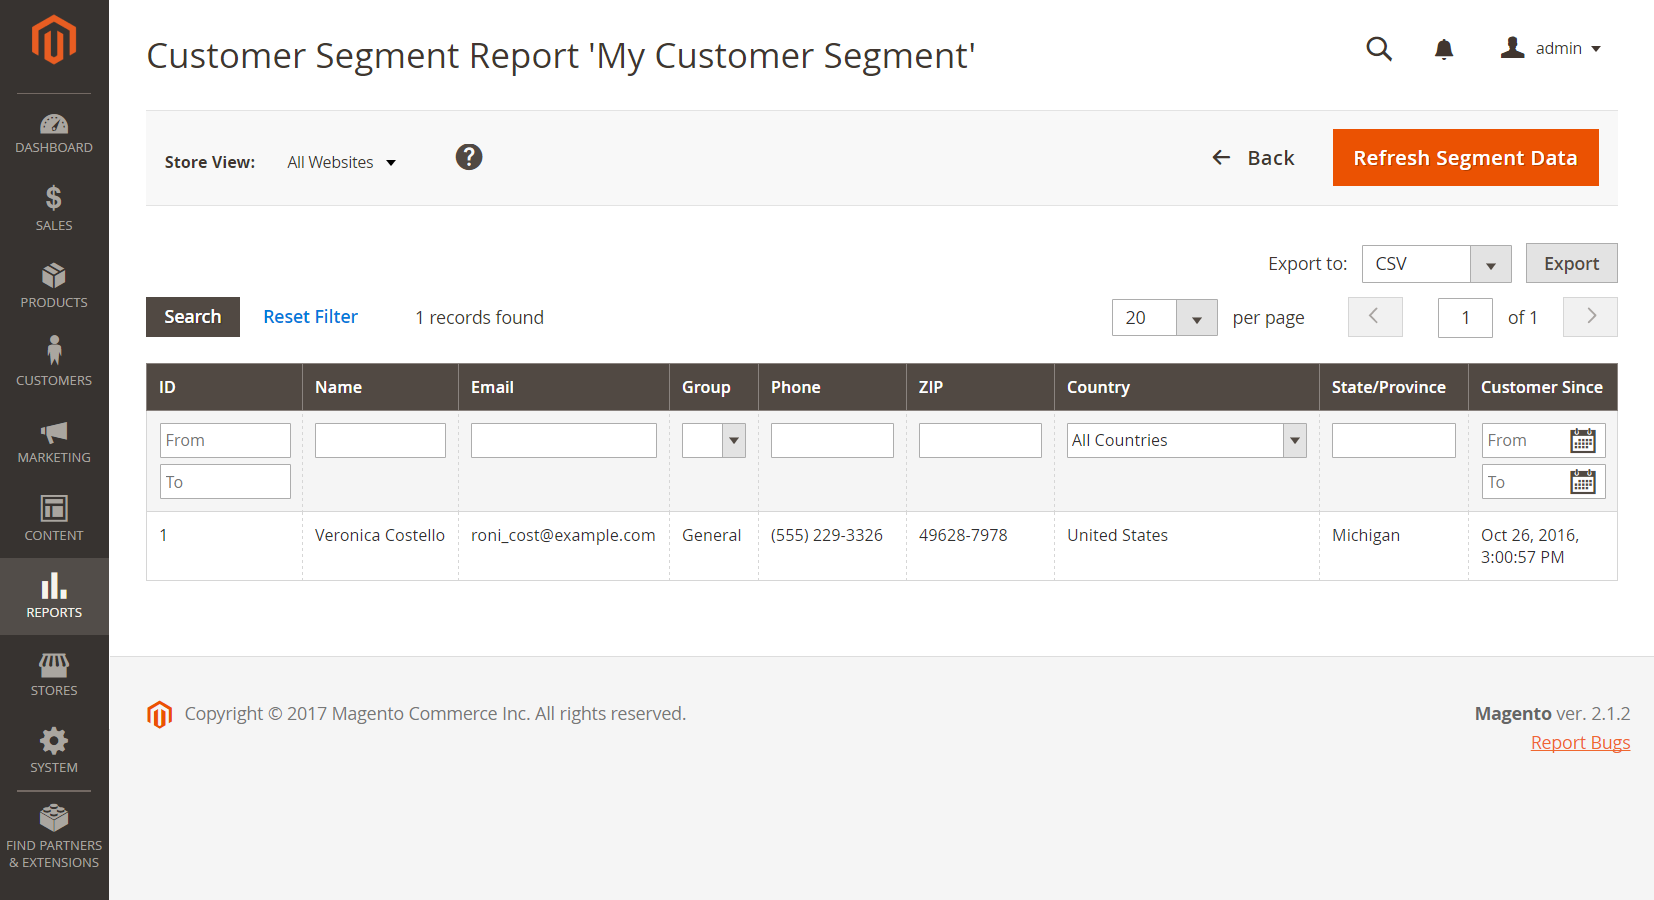 Customer Segment Report 'My Customer Segment'
admin
Store View: All Websites
?
Back
Refresh Segment Data
Export to: CSV Export
Search Reset Filter 1 records found 20 per page 1 of 1
ID Name Email Group Phone ZIP Country State/Province Customer Since
From All Countries From
To To
1 Veronica Costello roni_cost@example.com General (555) 229-3326 49628-7978 United States Michigan Oct 26, 2016,
3:00:57 PM
DASHBOARD
$
SALES
PRODUCTS
CUSTOMERS
MARKETING
CONTENT
REPORTS
STORES
SYSTEM
FIND PARTNERS
& EXTENSIONS
Copyright © 2017 Magento Commerce Inc. All rights reserved.
Magento ver. 2.1.2
Report Bugs